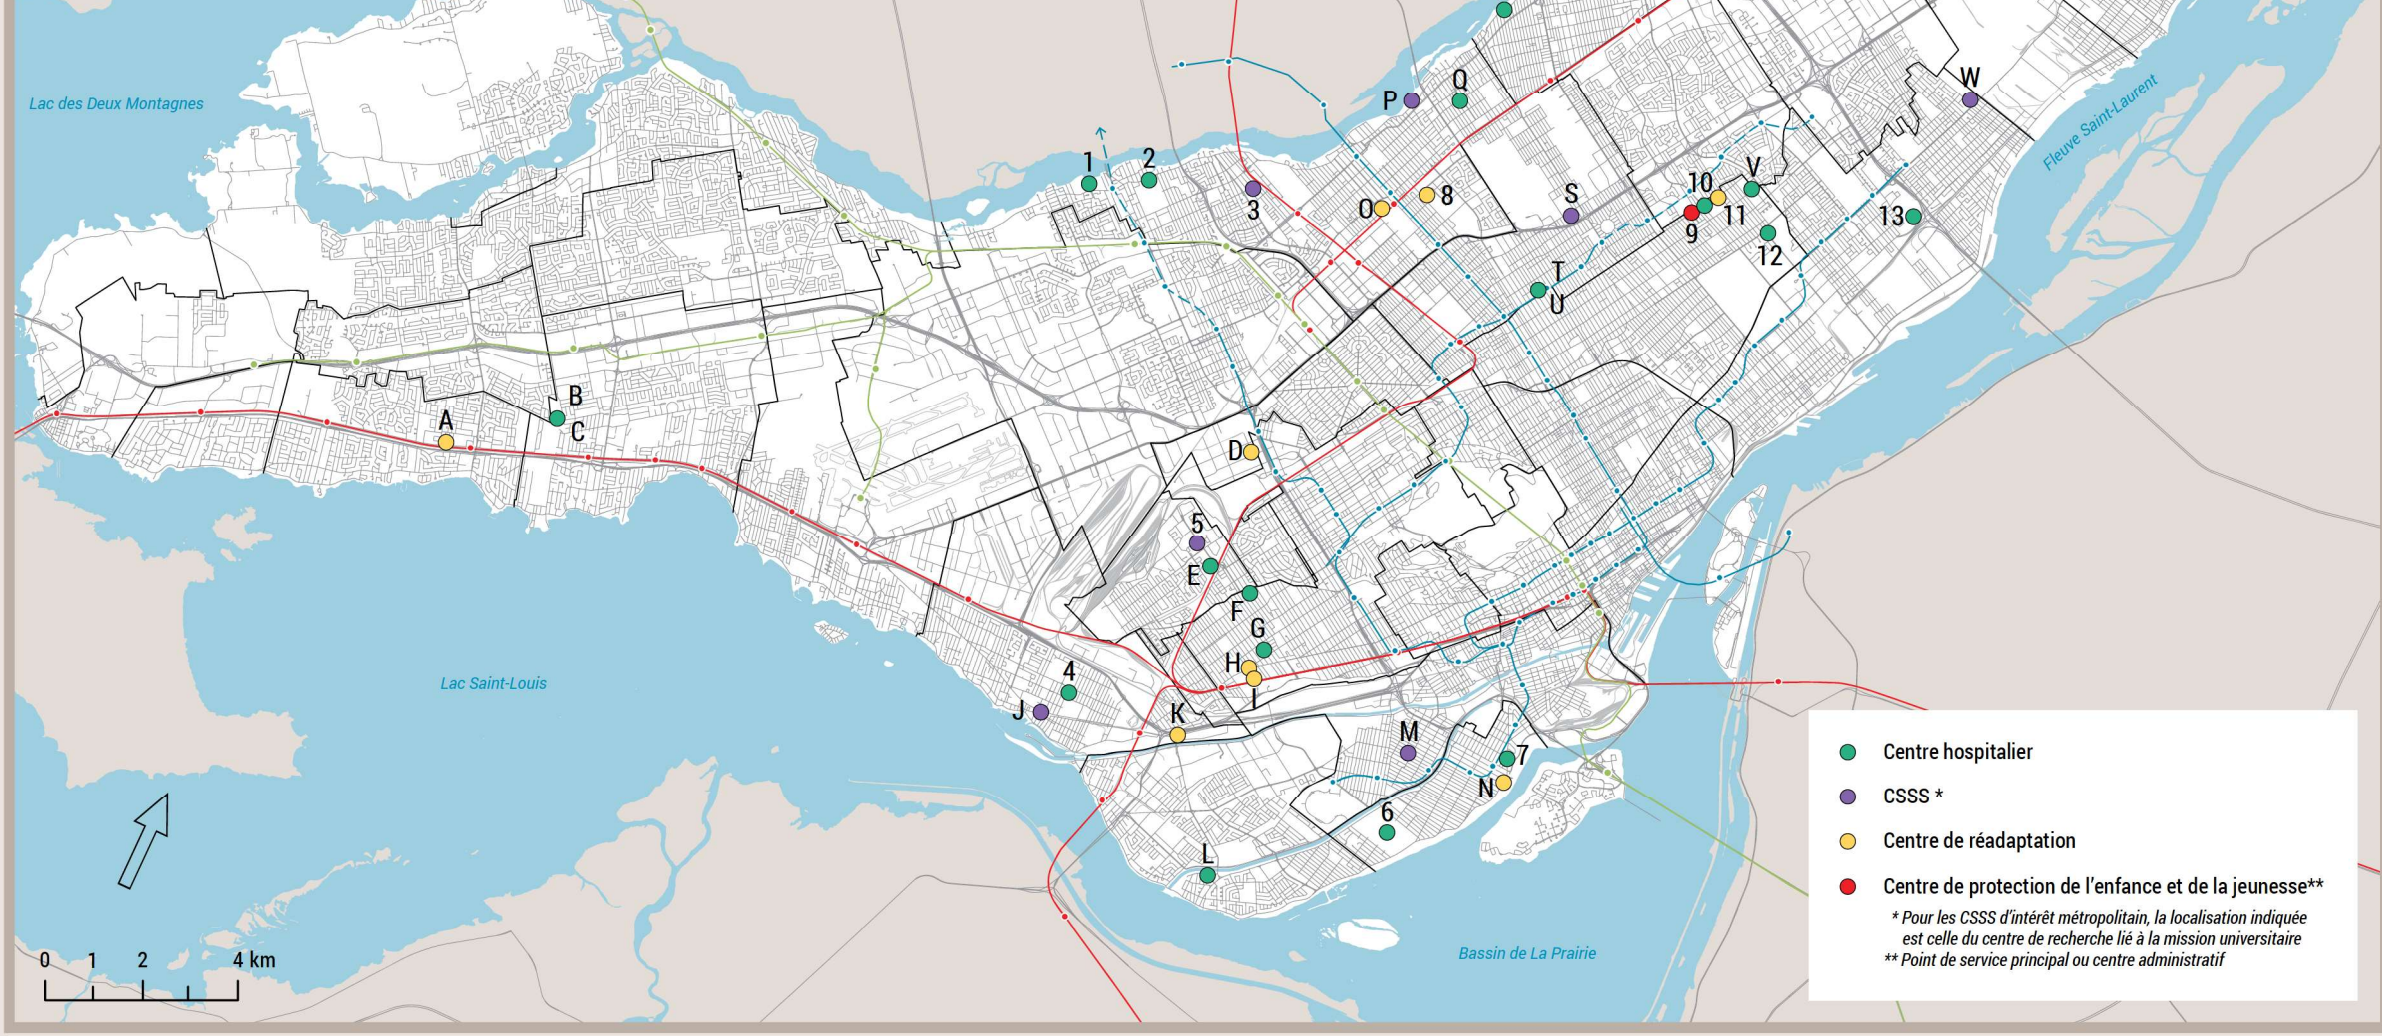 Lac des Deux Montagnes
Fleuve Saint-Laurent
P
Q
W
1
2
3
O
8
S
10
V
9
11
12
13
T
U
A
B
C
D
5
E
F
G
H
I
4
J
K
M
7
N
6
L
Lac Saint-Louis
Bassin de La Prairie
0 1 2 4 km
Centre hospitalier
CSSS *
Centre de réadaptation
Centre de protection de l'enfance et de la jeunesse**
* Pour les CSSS d'intérêt métropolitain, la localisation indiquée
est celle du centre de recherche lié à la mission universitaire
** Point de service principal ou centre administratif